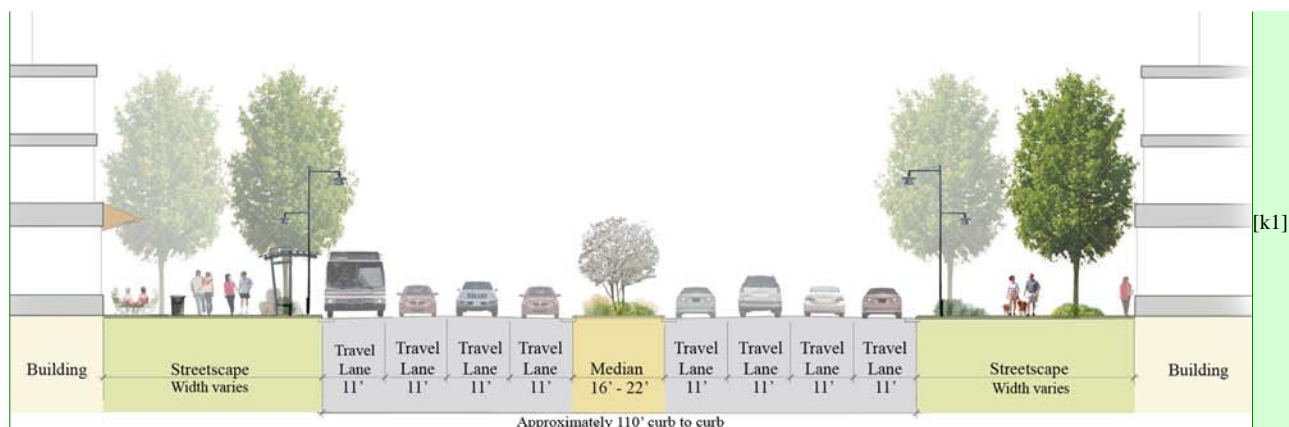 [k1]
Building
Streetscape
Width varies
Travel
Lane
11’
Travel
Lane
11’
Travel
Lane
11’
Travel
Lane
11’
Median
16’ - 22’
Travel
Lane
11’
Travel
Lane
11’
Travel
Lane
11’
Travel
Lane
11’
Streetscape
Width varies
Building
Approximately 110’ curb to curb